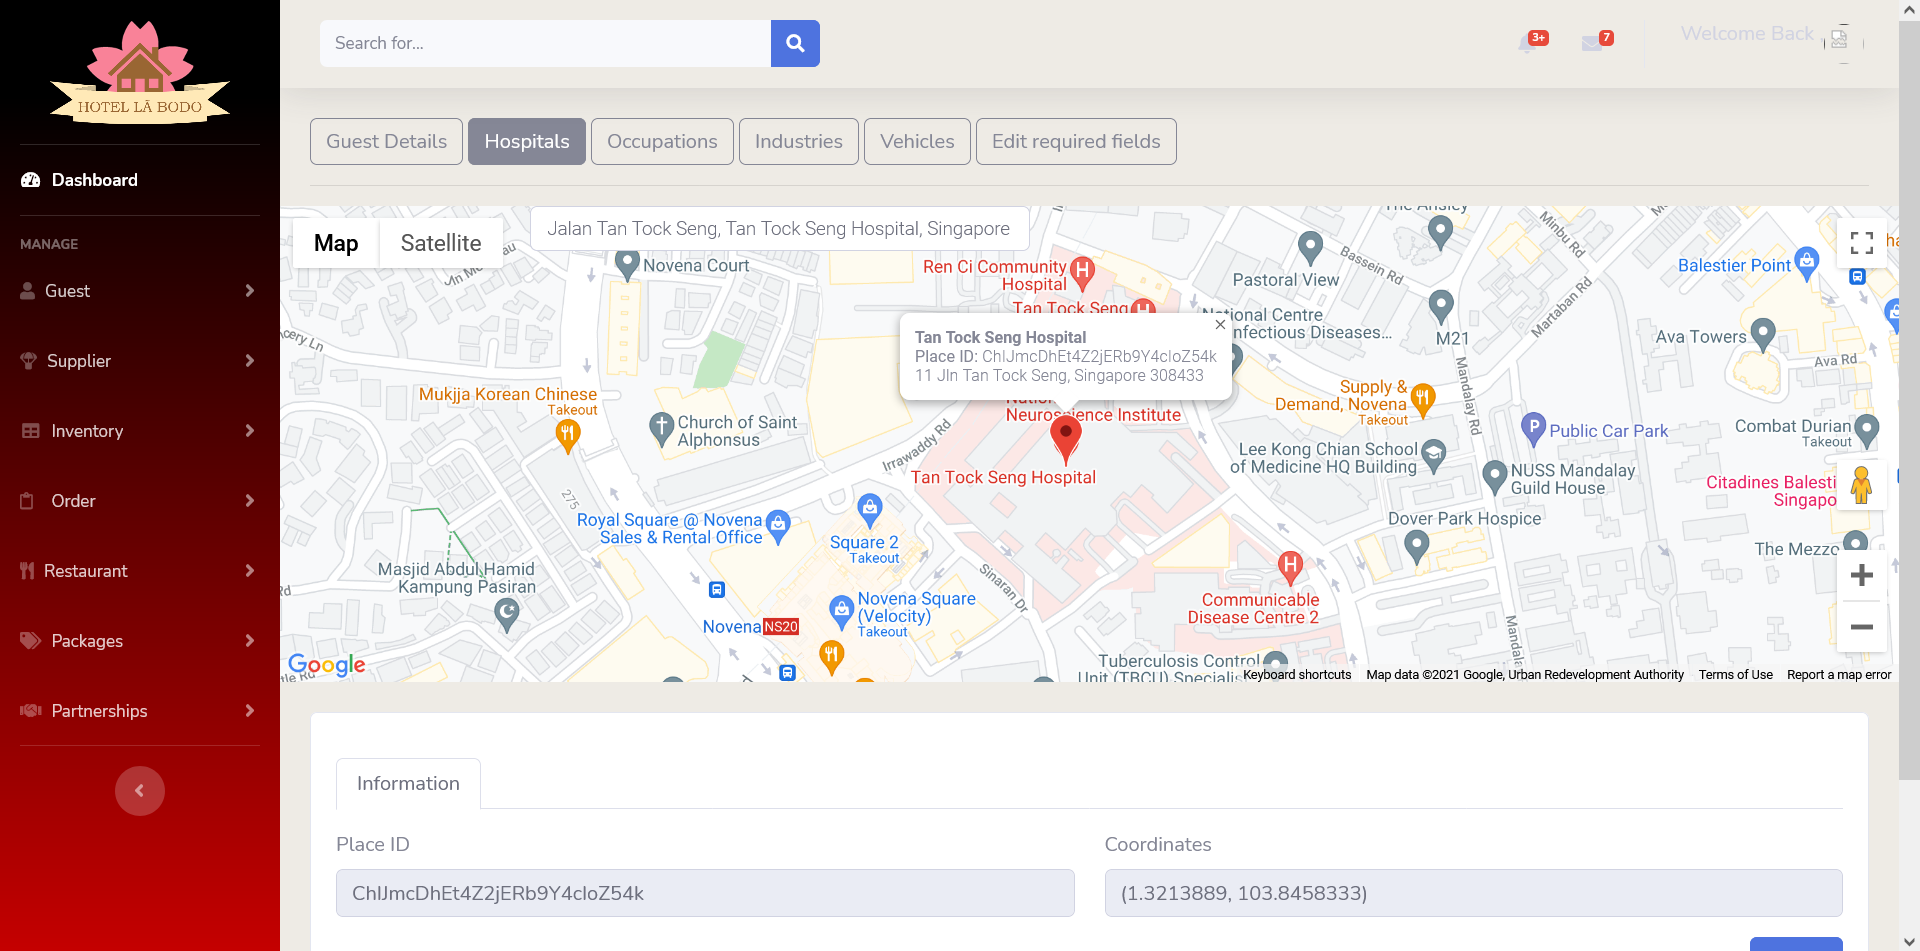 HOTEL LÀ BODO
Dashboard
MANAGE
Guest
Supplier
Inventory
Order
Restaurant
Packages
Partnerships
Search for...
3+
7
Welcome Back
Guest Details
Hospitals
Occupations
Industries
Vehicles
Edit required fields
Map
Satellite
Jalan Tan Tock Seng, Tan Tock Seng Hospital, Singapore
Novena Court
Ren Ci Community
Hospital
Tan Tock Seng
Pastoral View
Bassein Rd
Minbu Rd
Martaban Rd
Balestier Point
National Centre
Infectious Diseases...
M21
Ava Towers
Ava Rd
Tan Tock Seng Hospital
Place ID: ChIJmcDhEt4Z2jERb9Y4cIoZ54k
11 Jln Tan Tock Seng, Singapore 308433
Neuroscience Institute
Tan Tock Seng Hospital
Mukjja Korean Chinese
Takeout
Church of Saint
Alphonsus
Irrawaddy Rd
Supply &
Demand, Novena
Takeout
Mandalay Rd
Public Car Park
Combat Durian
Takeout
Lee Kong Chian School
of Medicine HQ Building
NUSS Mandalay
Guild House
Citadines Balesti
Singapo
275
Royal Square @ Novena
Sales & Rental Office
Square 2
Takeout
Dover Park Hospice
The Mezzo
Masjid Abdul Hamid
Kampung Pasiran
Sinaran Dr
Novena Square
(Velocity)
Takeout
Novena
NS20
Communicable
Disease Centre 2
Mandala
Tuberculosis Control
Unit (TBCU) Specialis
Google
Keyboard shortcuts
Map data ©2021 Google, Urban Redevelopment Authority
Terms of Use
Report a map error
Information
Place ID
Coordinates
ChIJmcDhEt4Z2jERb9Y4cIoZ54k
(1.3213889, 103.8458333)